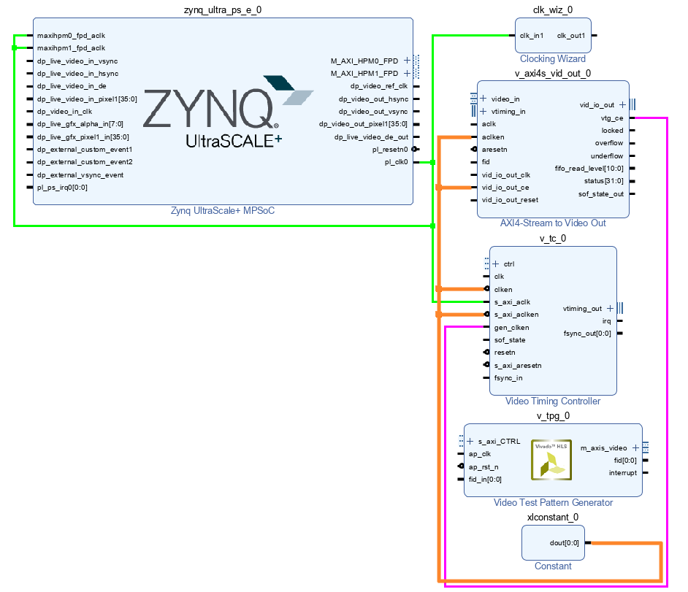 zynq_ultra_ps_e_0
maxihpm0_fpd_aclk
maxihpm1_fpd_aclk
dp_live_video_in_vsync
dp_live_video_in_hsync
dp_live_video_in_de
dp_live_video_in_pixel1[35:0]
dp_video_in_clk
dp_live_gfx_alpha_in[7:0]
dp_live_gfx_pixel1_in[35:0]
dp_external_custom_event1
dp_external_custom_event2
dp_external_vsync_event
pl_ps_irq0[0:0]
ZYNQ
UltraSCALE+
M_AXI_HPM0_FPD
M_AXI_HPM1_FPD
dp_video_ref_clk
dp_video_out_hsync
dp_video_out_vsync
dp_video_out_pixel1[35:0]
dp_live_video_de_out
pl_resetn0
pl_clk0
Zynq UltraScale+ MPSoC
clk_wiz_0
clk_in1
clk_out1
Clocking Wizard
v_axi4s_vid_out_0
video_in
vtiming_in
aclk
aclken
aresetn
fid
vid_io_out_clk
vid_io_out_ce
vid_io_out_reset
vid_io_out
vtg_ce
locked
overflow
underflow
fifo_read_level[10:0]
status[31:0]
sof_state_out
AXI4-Stream to Video Out
v_tc_0
ctrl
clk
clken
s_axi_aclk
s_axi_aclken
gen_clken
sof_state
resetn
s_axi_aresetn
fsync_in
vtiming_out
irq
fsync_out[0:0]
Video Timing Controller
v_tpg_0
s_axi_CTRL
ap_clk
ap_rst_n
fid_in[0:0]
Vivado™ HLS
m_axis_video
fid[0:0]
interrupt
Video Test Pattern Generator
xlconstant_0
dout[0:0]
Constant